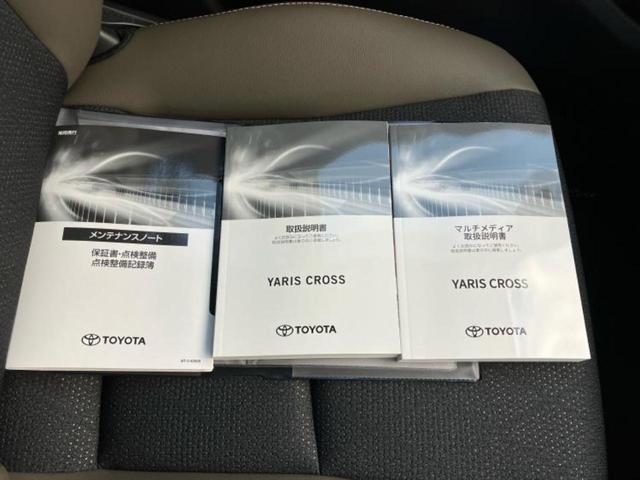 メンテナンスノート
保証書・点検整備
点検整備記録簿
TOYOTA
取扱説明書
YARIS CROSS
TOYOTA
マルチメディア
取扱説明書
YARIS CROSS
TOYOTA